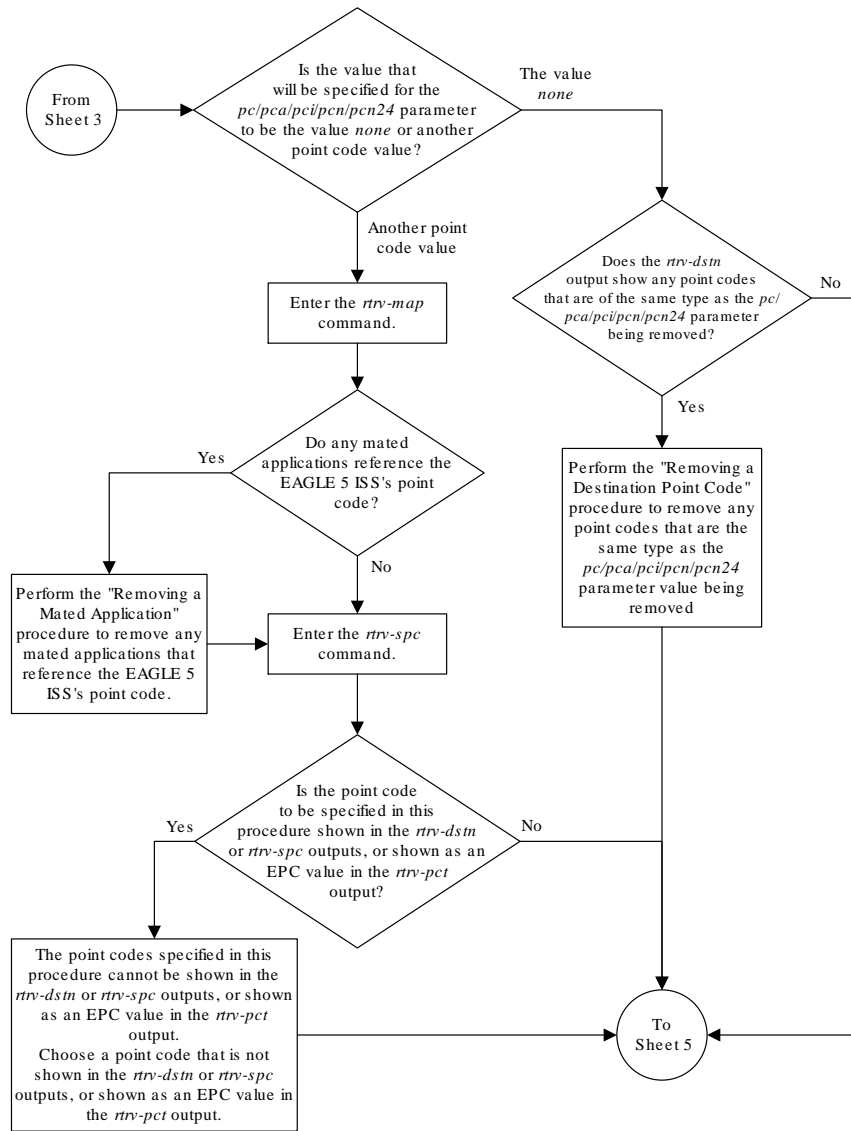 From
Sheet 3
Is the value that
will be specified for the
pc/pca/pci/pcn/pcn24 parameter
to be the value none or another
point code value?
The value
none
Another point
code value
Enter the rtrv-map
command.
Does the rtrv-dstn
output show any point codes
that are of the same type as the pc/
pca/pci/pcn/pcn24 parameter
being removed?
No
Yes
Do any mated
applications reference the
EAGLE 5 ISS's point
code?
Yes
No
Perform the "Removing a
Destination Point Code"
procedure to remove any
point codes that are the
same type as the
pc/pca/pci/pcn/pcn24
parameter value being
removed
Perform the "Removing a
Mated Application"
procedure to remove any
mated applications that
reference the EAGLE 5
ISS's point code.
Enter the rtrv-spc
command.
Is the point code
to be specified in this
procedure shown in the rtrv-dstn
or rtrv-spc outputs, or shown as an
EPC value in the rtrv-pct
output?
Yes
No
The point codes specified in this
procedure cannot be shown in the
rtrv-dstn or rtrv-spc outputs, or shown
as an EPC value in the rtrv-pct
output.
Choose a point code that is not
shown in the rtrv-dstn or rtrv-spc
outputs, or shown as an EPC value in
the rtrv-pct output.
To
Sheet 5